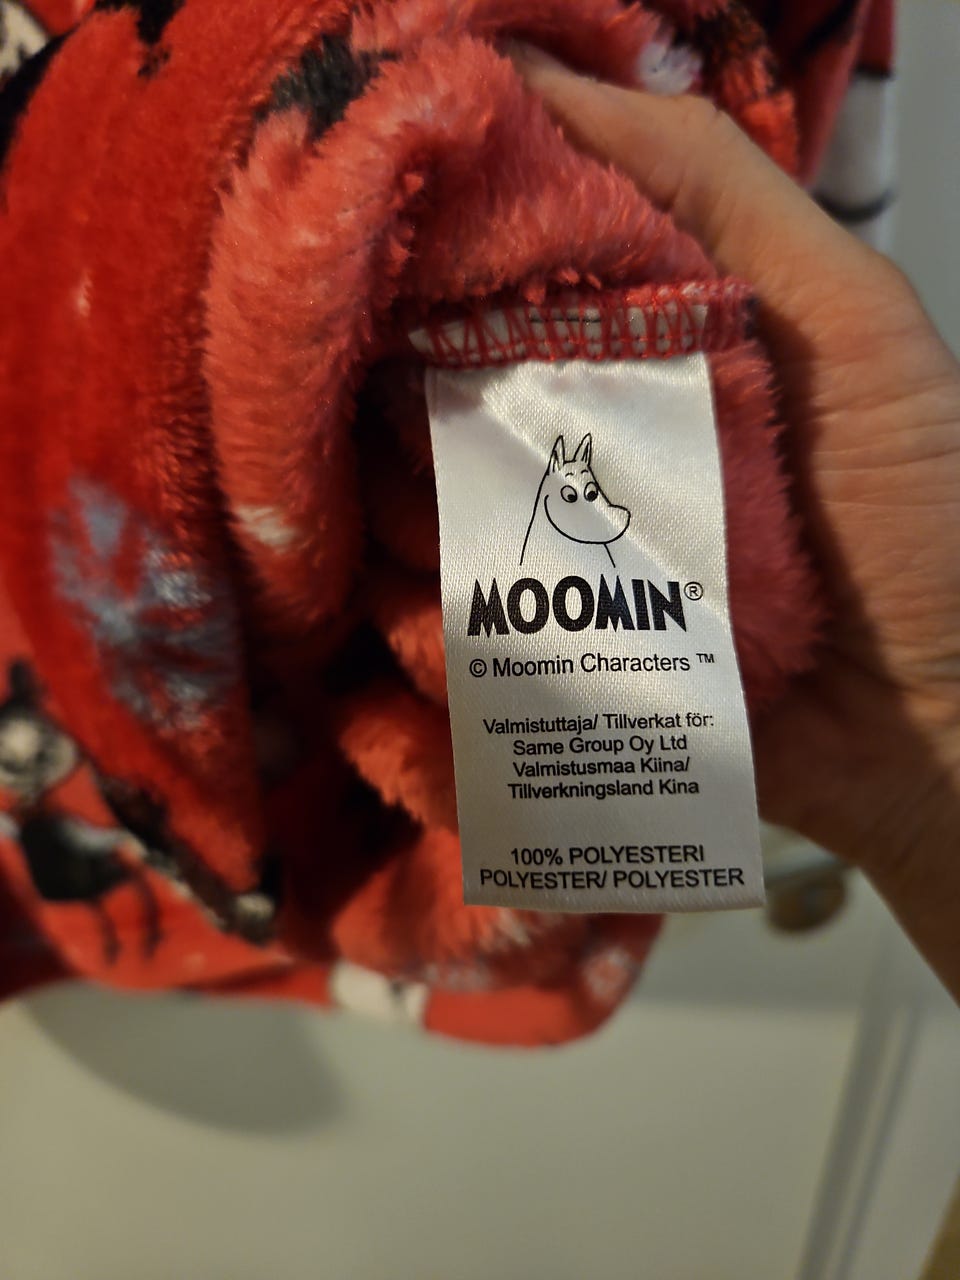 MOOMIN®
© Moomin Characters ™
Valmistuttaja/ Tillverkat för:
Same Group Oy Ltd
Valmistusmaa Kiina/
Tillverkningsland Kina
100% POLYESTERI
POLYESTER/ POLYESTER